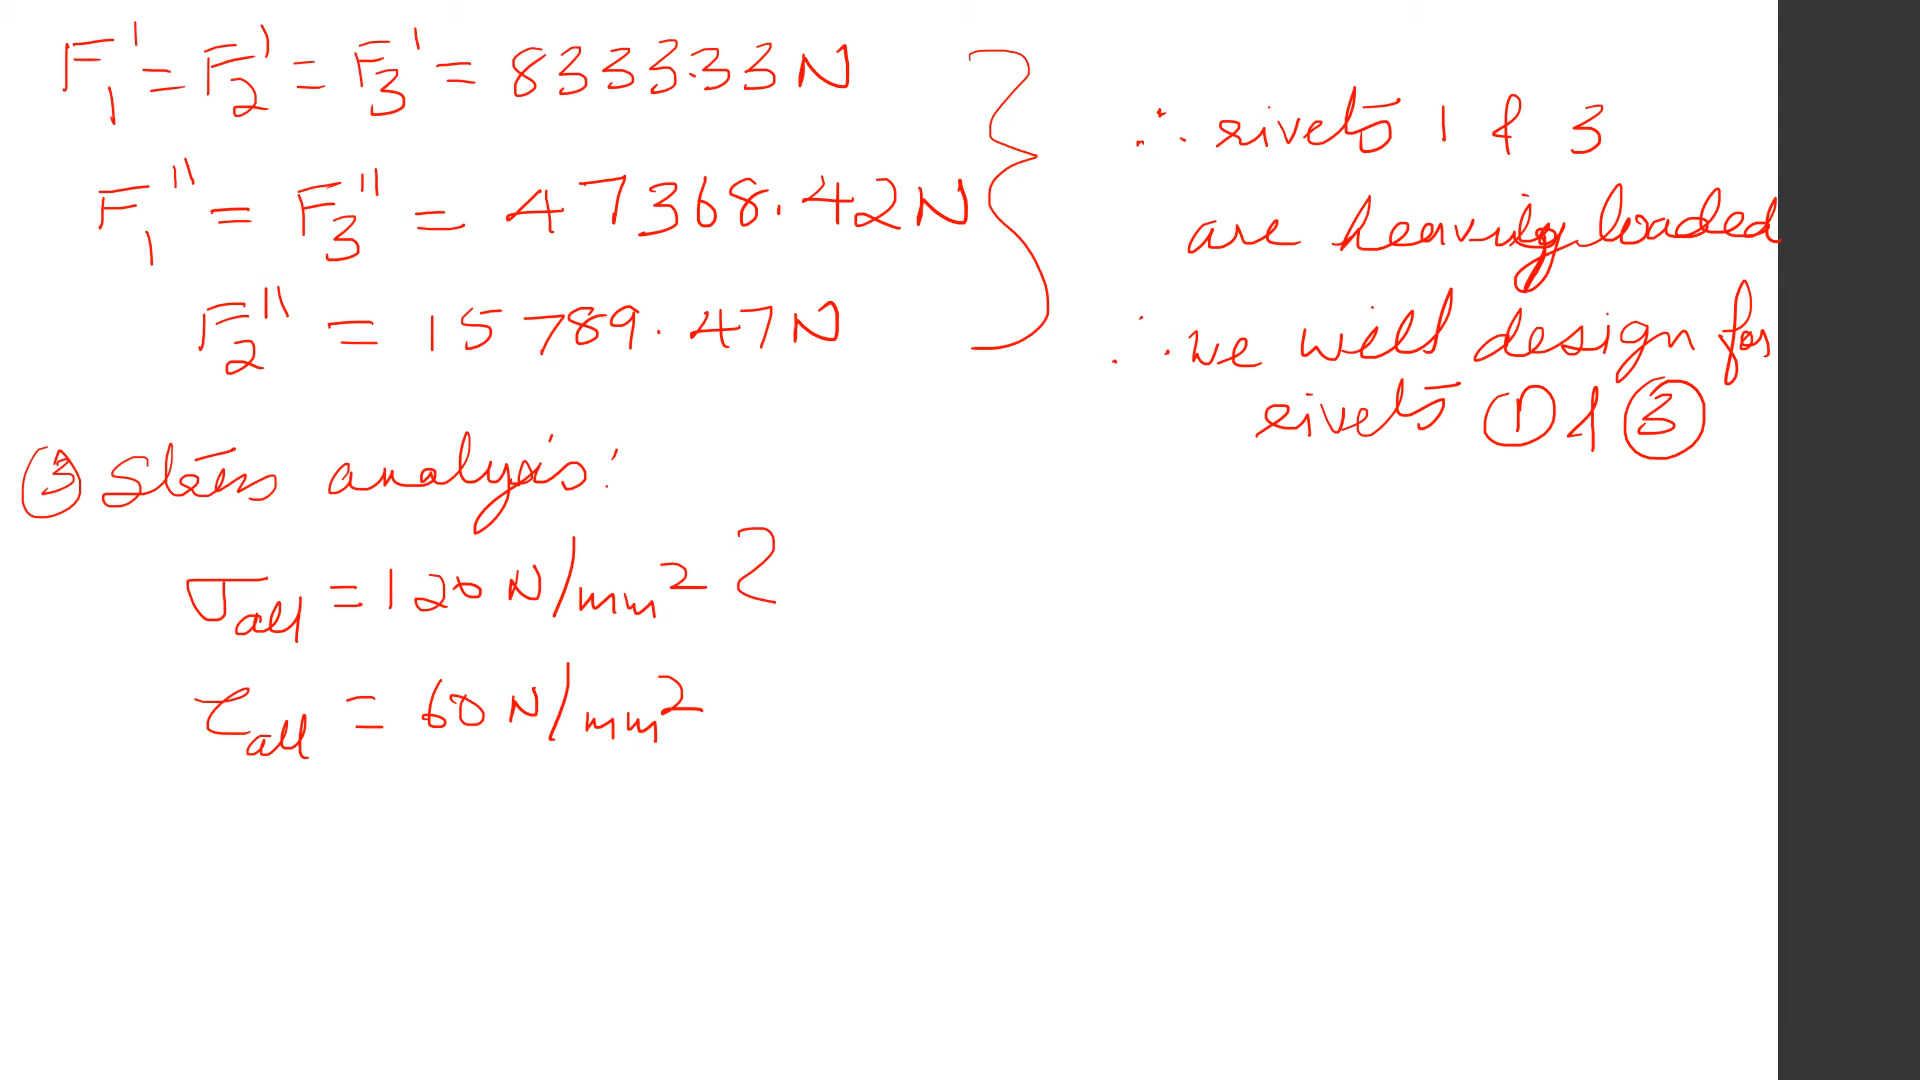 F₁' = F₂' = F₃' = 8333.33 N
F₁'' = F₃'' = 47368.42 N
F₂'' = 15789.47 N
∴ rivets 1 & 3
are heavily loaded
∴ we will design for
rivets ① & ③
③ Stress analysis:
σall = 120 N/mm²
τall = 60 N/mm²